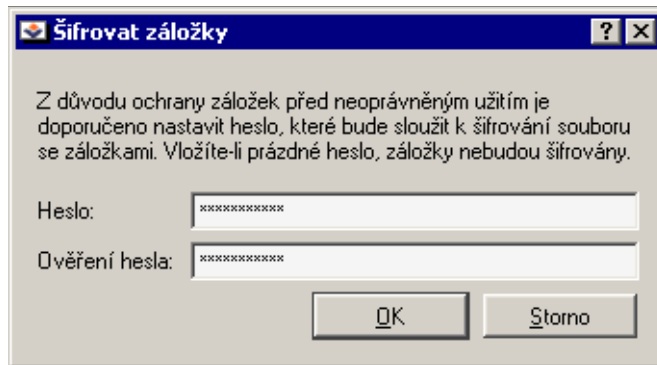 Šifrovat záložky
Z důvodu ochrany záložek před neoprávněným užitím je
doporučeno nastavit heslo, které bude sloužit k šifrování souboru
se záložkami. Vložíte-li prázdné heslo, záložky nebudou šifrovány.
Heslo: ***********
Ověření hesla: ***********
OK Storno